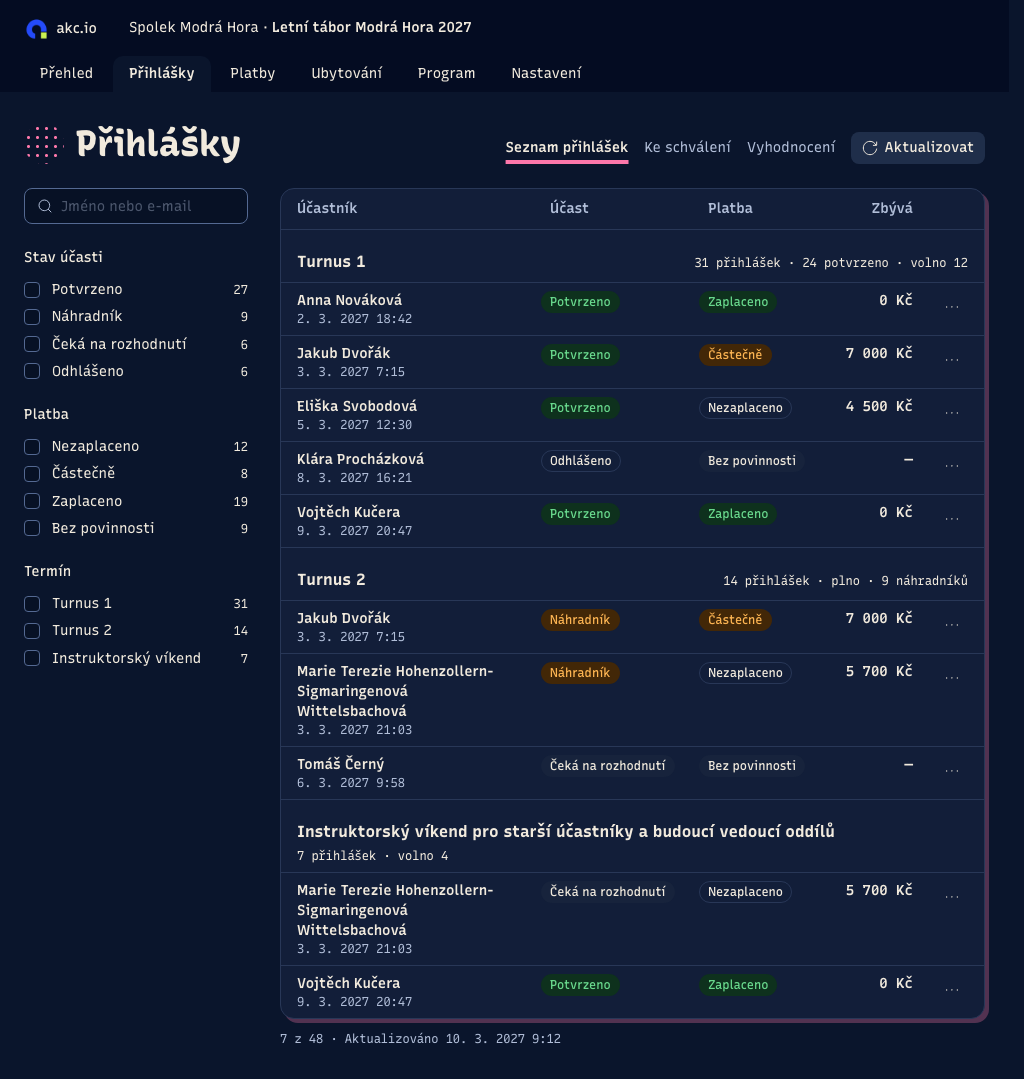 akc.io
Spolek Modrá Hora · Letní tábor Modrá Hora 2027
Přehled
Přihlášky
Platby
Ubytování
Program
Nastavení
Přihlášky
Seznam přihlášek
Ke schválení
Vyhodnocení
Aktualizovat
Jméno nebo e-mail
Stav účasti
Potvrzeno 27
Náhradník 9
Čeká na rozhodnutí 6
Odhlášeno 6
Platba
Nezaplaceno 12
Částečně 8
Zaplaceno 19
Bez povinnosti 9
Termín
Turnus 1 31
Turnus 2 14
Instruktorský víkend 7
Účastník Účast Platba Zbývá
Turnus 1 31 přihlášek · 24 potvrzeno · volno 12
Anna Nováková Potvrzeno Zaplaceno 0 Kč ...
2. 3. 2027 18:42
Jakub Dvořák Potvrzeno Částečně 7 000 Kč ...
3. 3. 2027 7:15
Eliška Svobodová Potvrzeno Nezaplaceno 4 500 Kč ...
5. 3. 2027 12:30
Klára Procházková Odhlášeno Bez povinnosti – ...
8. 3. 2027 16:21
Vojtěch Kučera Potvrzeno Zaplaceno 0 Kč ...
9. 3. 2027 20:47
Turnus 2 14 přihlášek · plno · 9 náhradníků
Jakub Dvořák Náhradník Částečně 7 000 Kč ...
3. 3. 2027 7:15
Marie Terezie Hohenzollern- Náhradník Nezaplaceno 5 700 Kč ...
Sigmaringenová
Wittelsbachová
3. 3. 2027 21:03
Tomáš Černý Čeká na rozhodnutí Bez povinnosti – ...
6. 3. 2027 9:58
Instruktorský víkend pro starší účastníky a budoucí vedoucí oddílů
7 přihlášek · volno 4
Marie Terezie Hohenzollern- Čeká na rozhodnutí Nezaplaceno 5 700 Kč ...
Sigmaringenová
Wittelsbachová
3. 3. 2027 21:03
Vojtěch Kučera Potvrzeno Zaplaceno 0 Kč ...
9. 3. 2027 20:47
7 z 48 · Aktualizováno 10. 3. 2027 9:12